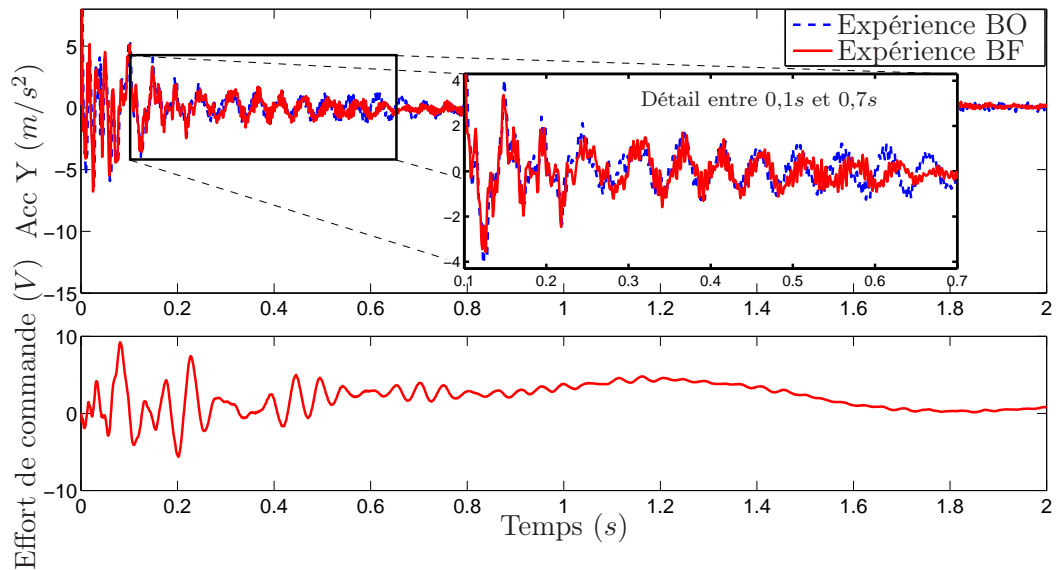 Expérience BO
Expérience BF
Acc Y (m/s²)
5
0
−5
−10
−15
Détail entre 0,1s et 0,7s
4
2
0
−2
−4
0.1 0.2 0.3 0.4 0.5 0.6 0.7
0 0.2 0.4 0.6 0.8 1 1.2 1.4 1.6 1.8 2
Effort de commande (V)
10
0
−10
0 0.2 0.4 0.6 0.8 1 1.2 1.4 1.6 1.8 2
Temps (s)